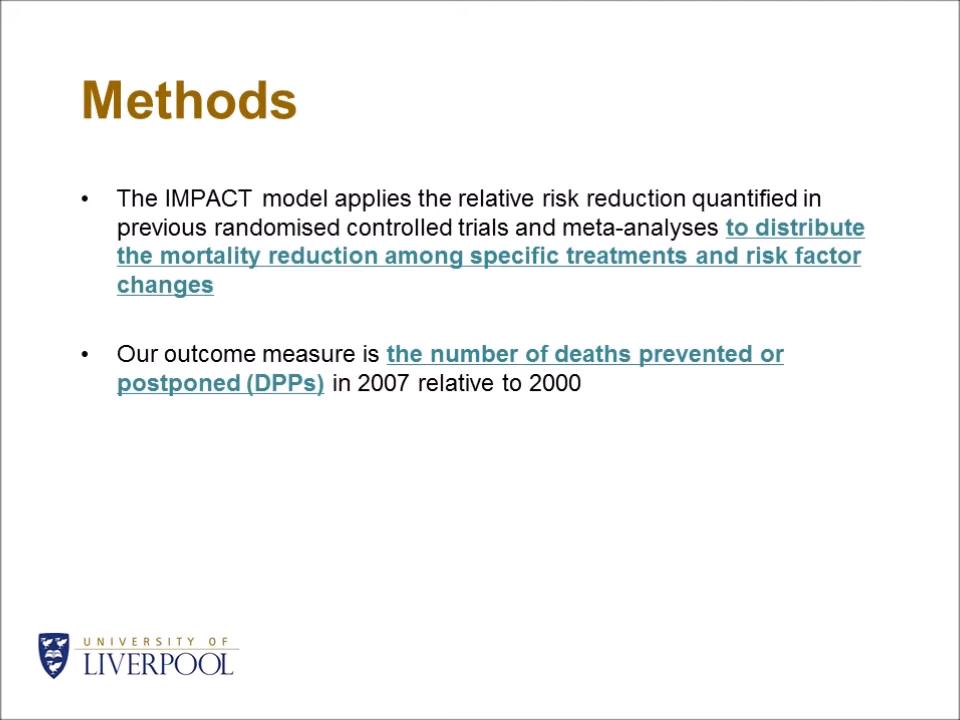 Methods
• The IMPACT model applies the relative risk reduction quantified in
previous randomised controlled trials and meta-analyses to distribute
the mortality reduction among specific treatments and risk factor
changes
• Our outcome measure is the number of deaths prevented or
postponed (DPPs) in 2007 relative to 2000
UNIVERSITY OF
LIVERPOOL